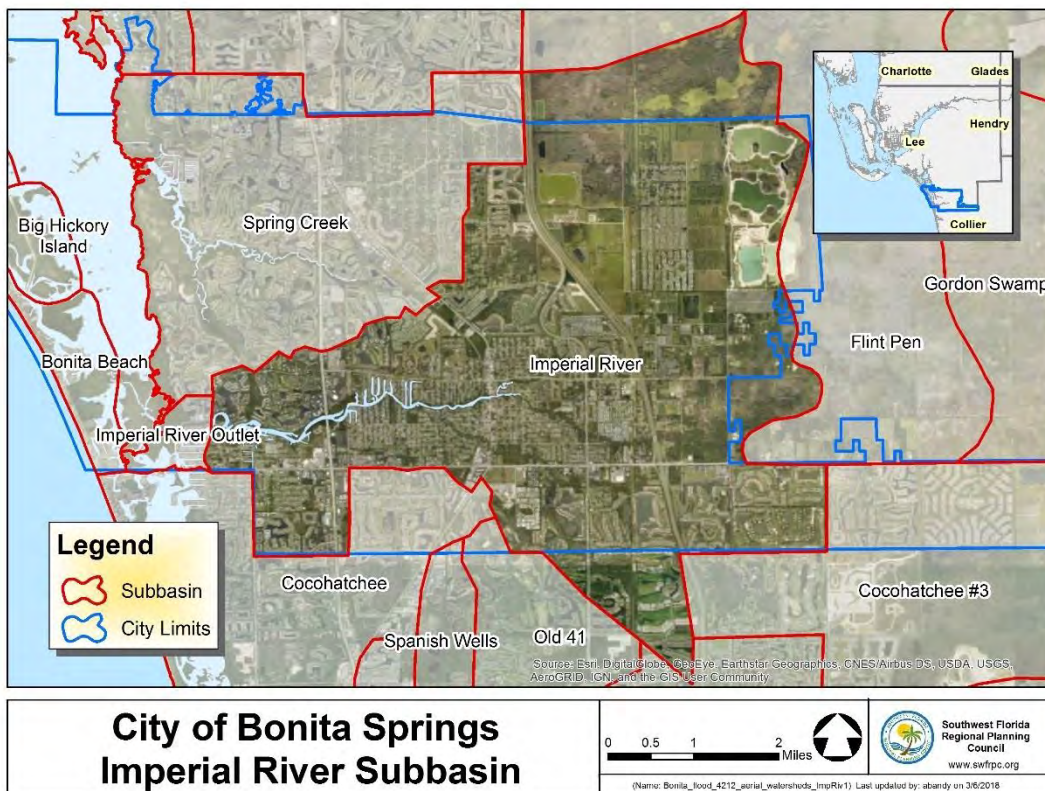 Charlotte
Glades
Hendry
Lee
Collier
Spring Creek
Big Hickory
Island
Gordon Swamp
Flint Pen
Bonita Beach
Imperial River
Imperial River Outlet
Legend
Subbasin
City Limits
Cocohatchee
Cocohatchee #3
Spanish Wells
Old 41
Source: Esri, DigitalGlobe, GeoEye, Earthstar Geographics, CNES/Airbus DS, USDA, USGS,
AeroGRID, IGN, and the GIS User Community
City of Bonita Springs
Imperial River Subbasin
0 0.5 1 2
Miles
Southwest Florida
Regional Planning
Council
www.swfrpc.org
(Name: Bonita_flood_4212_aerial_watersheds_ImpRiv1) Last updated by: abandy on 3/6/2018